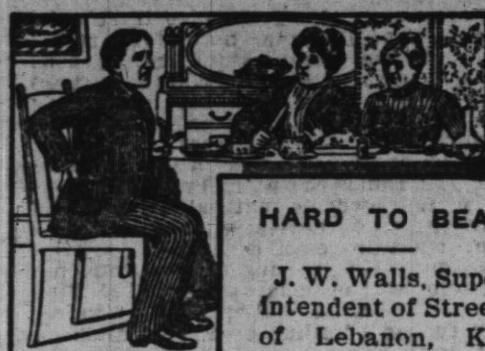 HARD TO BEA
J. W. Walls, Sup
intendent of Stree
of Lebanon, K